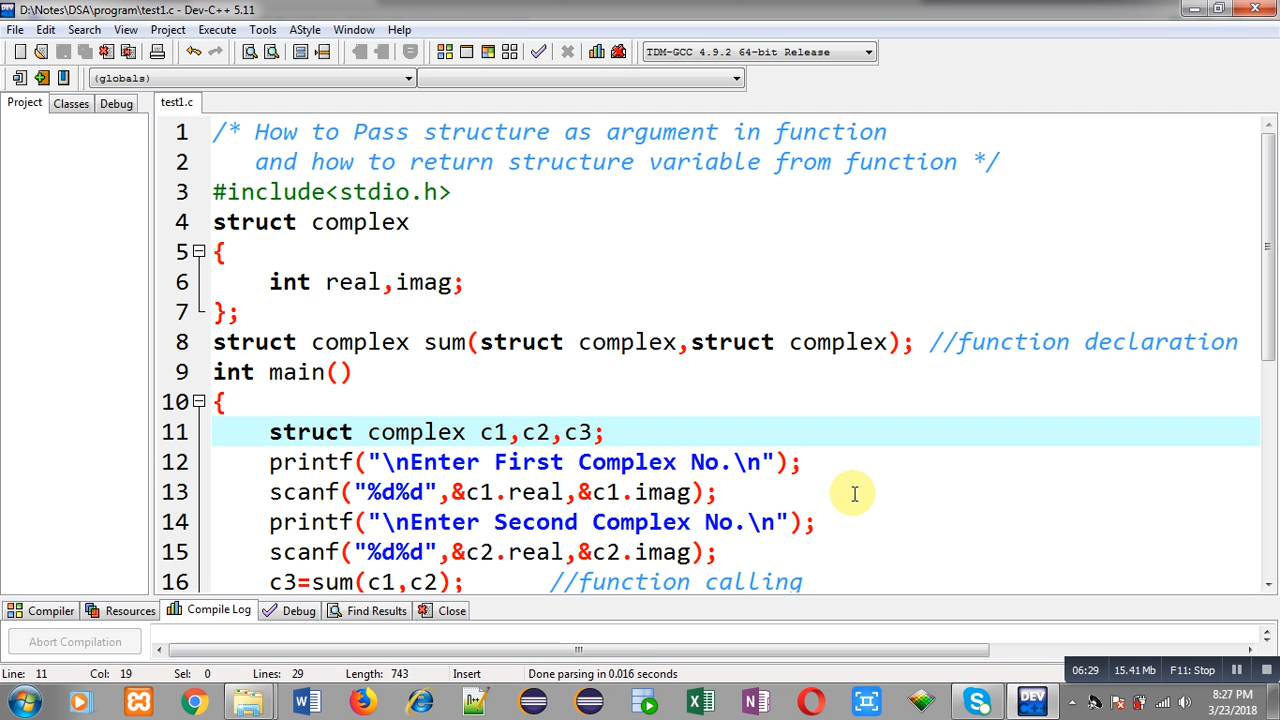 D:\Notes\DSA\program\test1.c - Dev-C++ 5.11
File Edit Search View Project Execute Tools AStyle Window Help
TDM-GCC 4.9.2 64-bit Release
(globals)
Project Classes Debug test1.c
1 /* How to Pass structure as argument in function
2 and how to return structure variable from function */
3 #include<stdio.h>
4 struct complex
5 {
6 int real,imag;
7 };
8 struct complex sum(struct complex,struct complex); //function declaration
9 int main()
10 {
11 struct complex c1,c2,c3;
12 printf("\nEnter First Complex No.\n");
13 scanf("%d%d",&c1.real,&c1.imag);
14 printf("\nEnter Second Complex No.\n");
15 scanf("%d%d",&c2.real,&c2.imag);
16 c3=sum(c1,c2); //function calling
Compiler Resources Compile Log Debug Find Results Close
Abort Compilation
Line: 11 Col: 19 Sel: 0 Lines: 29 Length: 743 Insert Done parsing in 0.016 seconds
06:29 15.41Mb F11: Stop
DEV
8:27 PM
3/23/2018